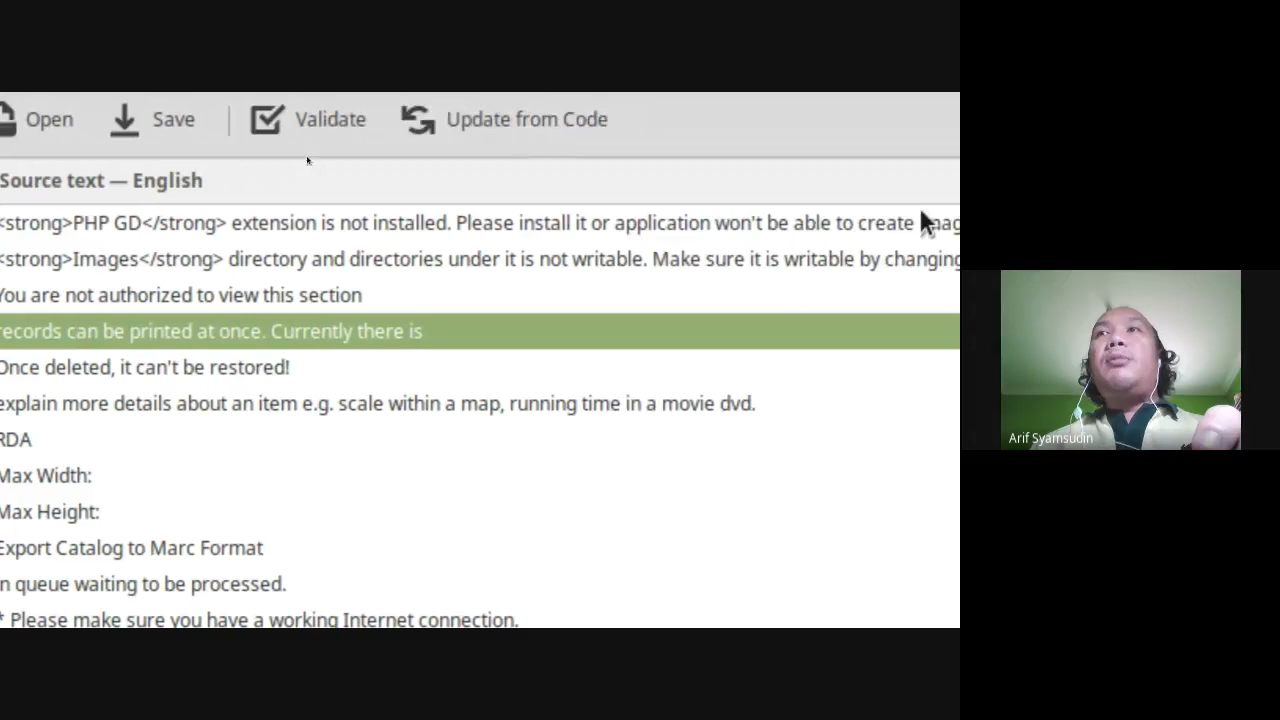 Open Save Validate Update from Code
Source text — English
<strong>PHP GD</strong> extension is not installed. Please install it or application won't be able to create
<strong>Images</strong> directory and directories under it is not writable. Make sure it is writable by changing
You are not authorized to view this section
records can be printed at once. Currently there is
Once deleted, it can't be restored!
explain more details about an item e.g. scale within a map, running time in a movie dvd.
RDA
Max Width:
Max Height:
Export Catalog to Marc Format
in queue waiting to be processed.
* Please make sure you have a working Internet connection.
Arif Syamsudin